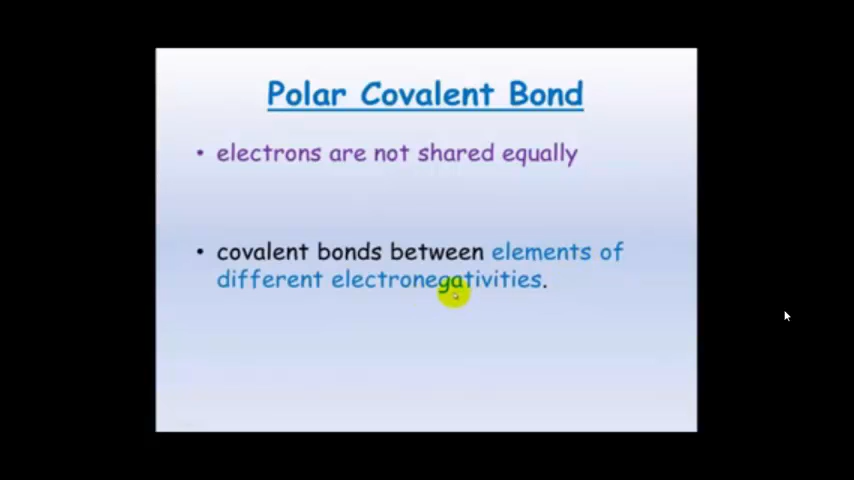 Polar Covalent Bond
• electrons are not shared equally
• covalent bonds between elements of
different electronegativities.